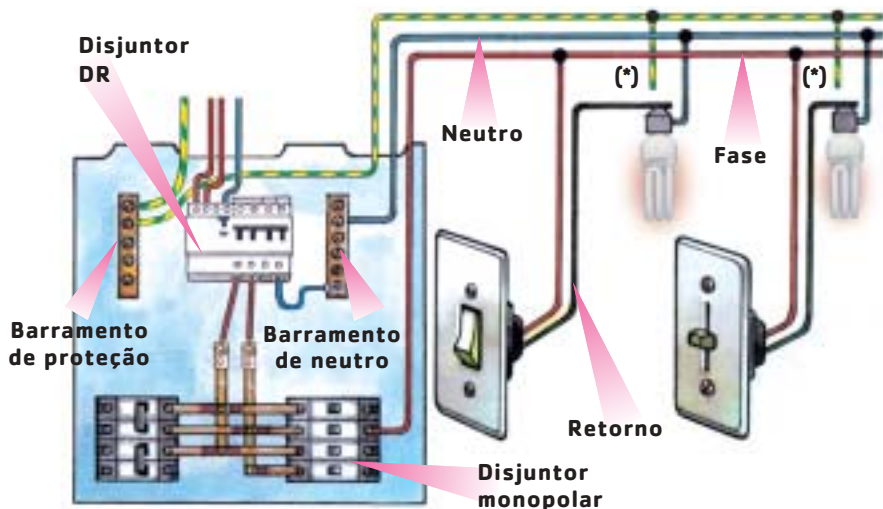 Disjuntor
DR
(*)
(*)
Neutro
Fase
Barramento
de proteção
Barramento
de neutro
Retorno
Disjuntor
monopolar